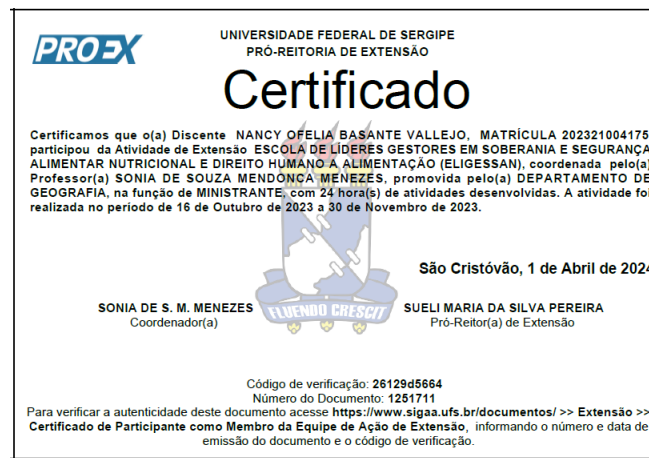 PROEX
UNIVERSIDADE FEDERAL DE SERGIPE
PRÓ-REITORIA DE EXTENSÃO
Certificado
Certificamos que o(a) Discente NANCY OFELIA BASANTE VALLEJO, MATRÍCULA 202321004175
participou da Atividade de Extensão ESCOLA DE LÍDERES GESTORES EM SOBERANIA E SEGURANÇA
ALIMENTAR NUTRICIONAL E DIREITO HUMANO A ALIMENTAÇÃO (ELIGESSAN), coordenada pelo(a)
Professor(a) SONIA DE SOUZA MENDONÇA MENEZES, promovida pelo(a) DEPARTAMENTO DE
GEOGRAFIA, na função de MINISTRANTE, com 24 hora(s) de atividades desenvolvidas. A atividade foi
realizada no período de 16 de Outubro de 2023 a 30 de Novembro de 2023.
São Cristóvão, 1 de Abril de 2024
SONIA DE S. M. MENEZES SUELI MARIA DA SILVA PEREIRA
Coordenador(a) Pró-Reitor(a) de Extensão
FLUENDO CRESCIT
Código de verificação: 26129d5664
Número do Documento: 1251711
Para verificar a autenticidade deste documento acesse https://www.sigaa.ufs.br/documentos/ >> Extensão >>
Certificado de Participante como Membro da Equipe de Ação de Extensão, informando o número e data de
emissão do documento e o código de verificação.